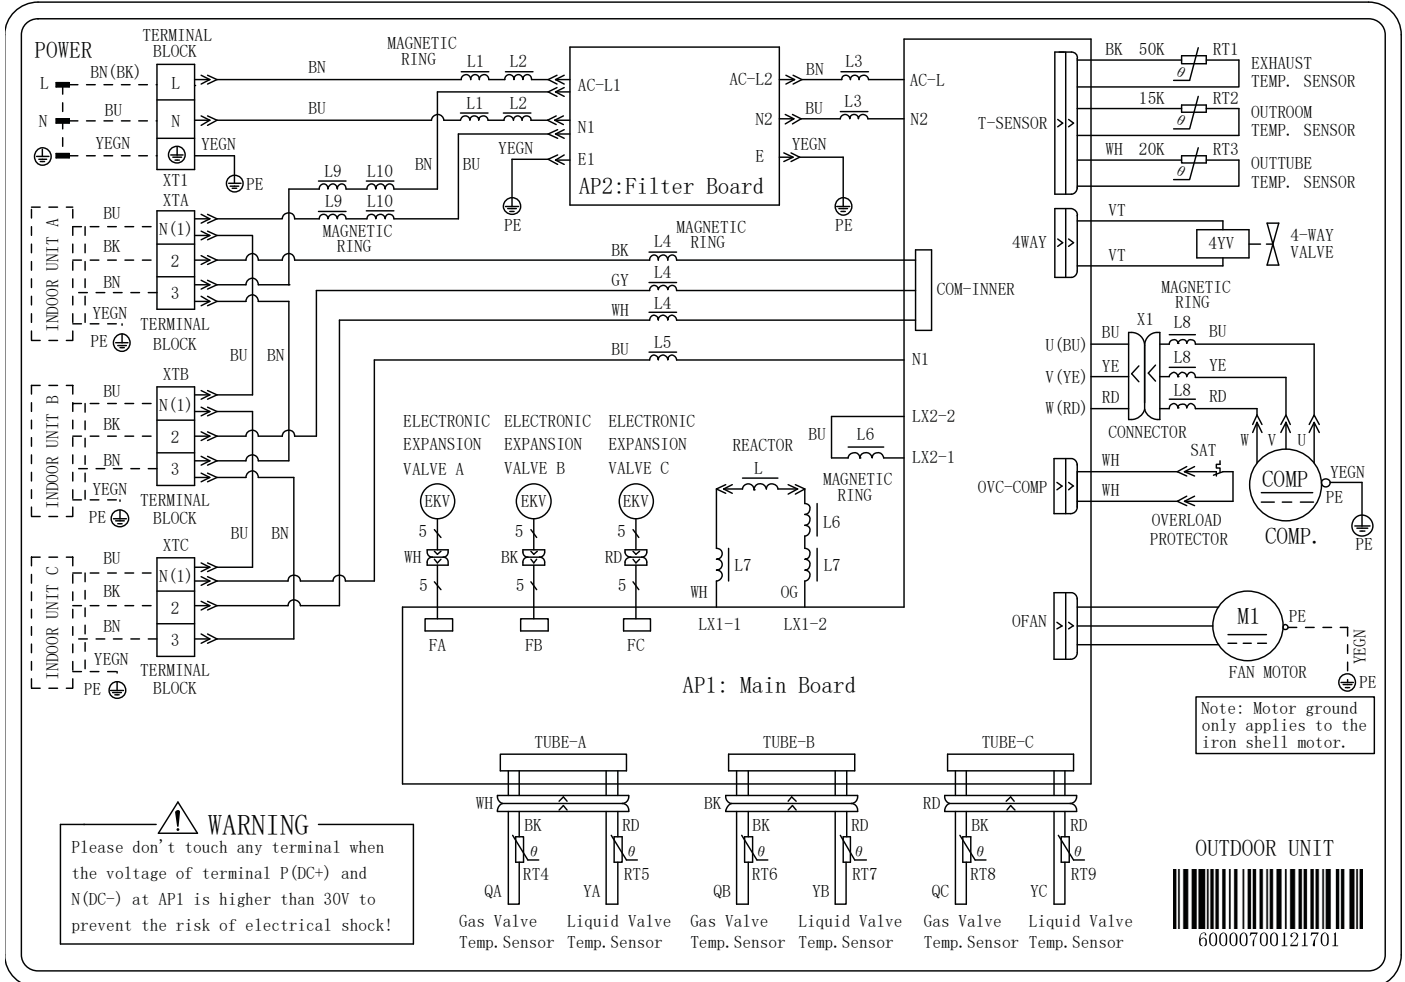 POWER
TERMINAL
BLOCK
L
BN(BK)
L
BN
MAGNETIC
RING
L1
L2
AC-L1
AC-L2
BN
L3
AC-L
N
BU
N
BU
L1
L2
N1
N2
BU
L3
N2
YEGN
YEGN
XT1
PE
YEGN
E1
PE
E
YEGN
PE
AP2:Filter Board
BN
BU
L9
L10
L9
L10
MAGNETIC
RING
T-SENSOR
BK
50K
RT1
θ
EXHAUST
TEMP. SENSOR
15K
RT2
θ
OUTROOM
TEMP. SENSOR
WH
20K
RT3
θ
OUTTUBE
TEMP. SENSOR
4WAY
VT
VT
4YV
4-WAY
VALVE
INDOOR UNIT A
BU
BK
BN
YEGN
PE
XTA
N(1)
2
3
TERMINAL
BLOCK
MAGNETIC
RING
BK
L4
GY
L4
WH
L4
BU
L5
COM-INNER
N1
BU
BN
MAGNETIC
RING
X1
U(BU)
BU
L8
BU
V(YE)
YE
L8
YE
W(RD)
RD
L8
RD
CONNECTOR
W
V
U
INDOOR UNIT B
BU
BK
BN
YEGN
PE
XTB
N(1)
2
3
TERMINAL
BLOCK
BU
BN
ELECTRONIC
EXPANSION
VALVE A
EKV
5
WH
5
FA
ELECTRONIC
EXPANSION
VALVE B
EKV
5
BK
5
FB
ELECTRONIC
EXPANSION
VALVE C
EKV
5
RD
5
FC
REACTOR
L
L6
L7
L7
WH
OG
LX1-1
LX1-2
LX2-2
BU
L6
LX2-1
MAGNETIC
RING
OVC-COMP
WH
WH
SAT
OVERLOAD
PROTECTOR
COMP
COMP.
YEGN
PE
PE
INDOOR UNIT C
BU
BK
BN
YEGN
PE
XTC
N(1)
2
3
TERMINAL
BLOCK
OFAN
M1
PE
YEGN
PE
FAN MOTOR
Note: Motor ground
only applies to the
iron shell motor.
AP1: Main Board
TUBE-A
WH
BK
RD
θ
θ
RT4
RT5
QA
YA
Gas Valve
Temp.Sensor
Liquid Valve
Temp.Sensor
TUBE-B
BK
BK
RD
θ
θ
RT6
RT7
QB
YB
Gas Valve
Temp.Sensor
Liquid Valve
Temp.Sensor
TUBE-C
RD
BK
RD
θ
θ
RT8
RT9
QC
YC
Gas Valve
Temp.Sensor
Liquid Valve
Temp.Sensor
WARNING
Please don't touch any terminal when
the voltage of terminal P(DC+) and
N(DC-) at AP1 is higher than 30V to
prevent the risk of electrical shock!
OUTDOOR UNIT
60000700121701